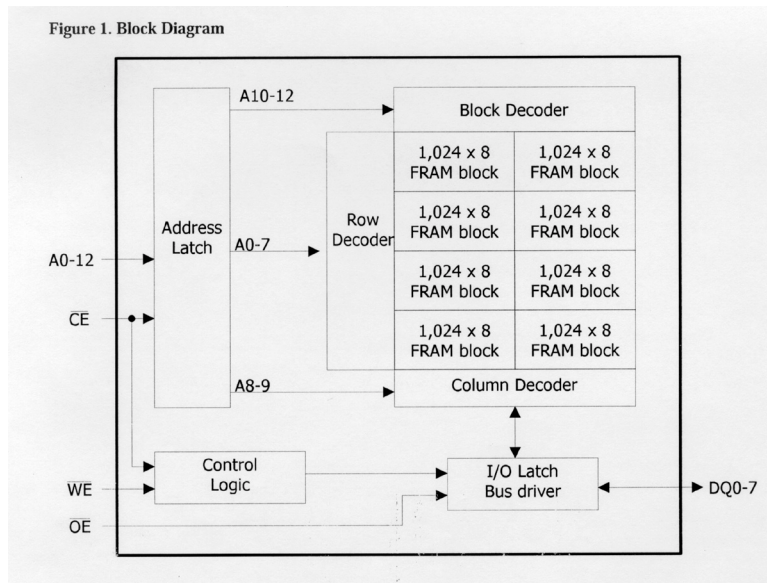 Figure 1. Block Diagram
A10-12
Block Decoder
1,024 x 8
FRAM block
1,024 x 8
FRAM block
1,024 x 8
FRAM block
1,024 x 8
FRAM block
1,024 x 8
FRAM block
1,024 x 8
FRAM block
1,024 x 8
FRAM block
1,024 x 8
FRAM block
Row
Decoder
Address
Latch
A0-7
A0-12
C̅E̅
A8-9
Column Decoder
Control
Logic
I/O Latch
Bus driver
W̅E̅
DQ0-7
O̅E̅